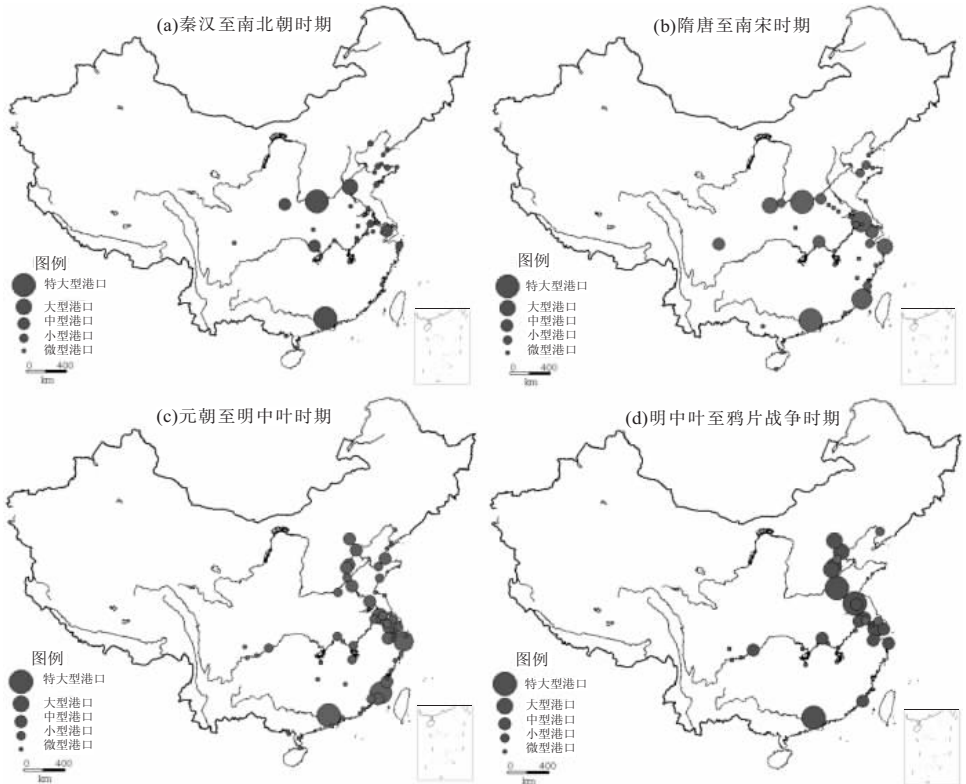 (a)秦汉至南北朝时期
图例
特大型港口
大型港口
中型港口
小型港口
微型港口
0 400
km
(b)隋唐至南宋时期
图例
特大型港口
大型港口
中型港口
小型港口
微型港口
0 400
km
(c)元朝至明中叶时期
图例
特大型港口
大型港口
中型港口
小型港口
微型港口
0 400
km
(d)明中叶至鸦片战争时期
图例
特大型港口
大型港口
中型港口
小型港口
微型港口
0 400
km